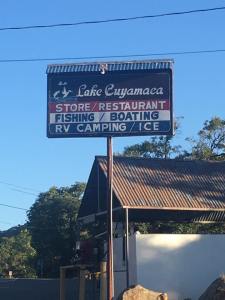 Lake Cuyamaca
STORE/RESTAURANT
FISHING/BOATING
RV CAMPING/ICE